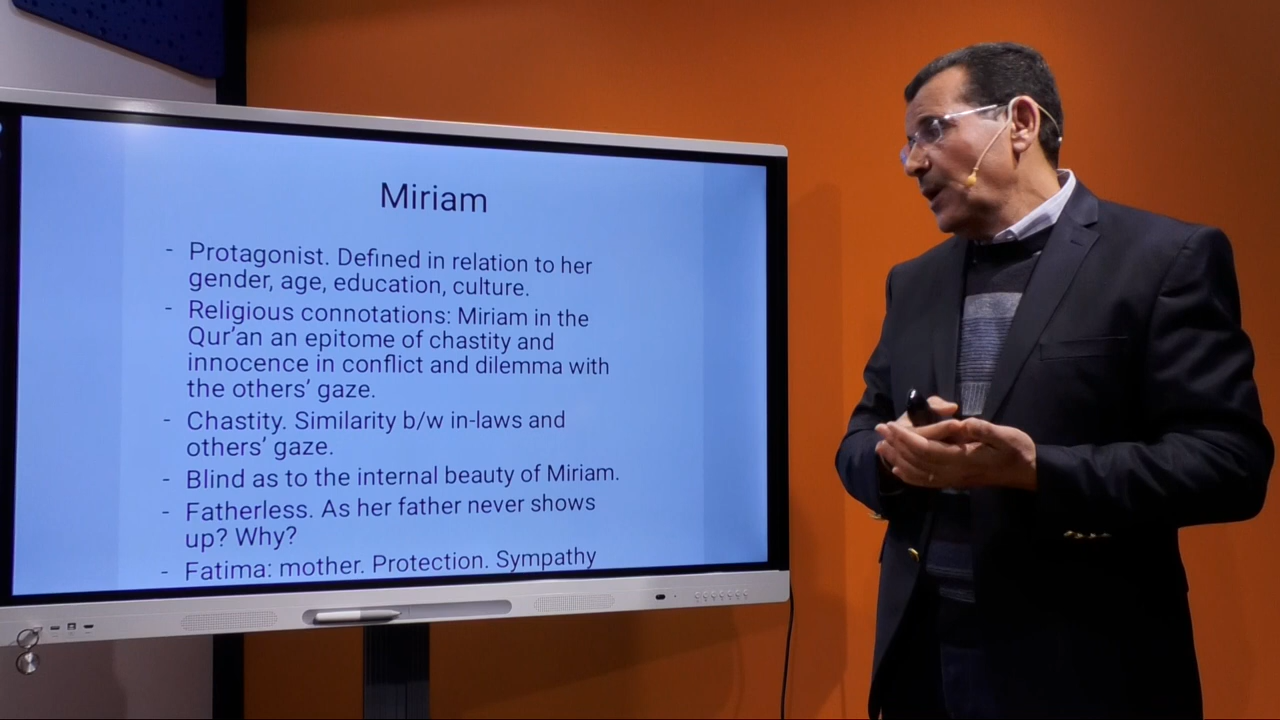 Miriam
- Protagonist. Defined in relation to her
gender, age, education, culture.
- Religious connotations: Miriam in the
Qur'an an epitome of chastity and
innocence in conflict and dilemma with
the others' gaze.
- Chastity. Similarity b/w in-laws and
others' gaze.
- Blind as to the internal beauty of Miriam.
- Fatherless. As her father never shows
up? Why?
- Fatima: mother. Protection. Sympathy